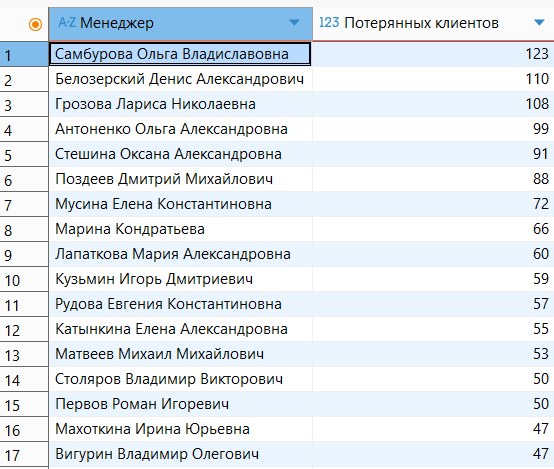 A-Z Менеджер 123 Потерянных клиентов
1 Самбурова Ольга Владиславовна 123
2 Белозерский Денис Александрович 110
3 Грозова Лариса Николаевна 108
4 Антоненко Ольга Александровна 99
5 Стешина Оксана Александровна 91
6 Поздеев Дмитрий Михайлович 88
7 Мусина Елена Константиновна 72
8 Марина Кондратьева 66
9 Лапаткова Мария Александровна 60
10 Кузьмин Игорь Дмитриевич 59
11 Рудова Евгения Константиновна 57
12 Катынкина Елена Александровна 55
13 Матвеев Михаил Михайлович 53
14 Столяров Владимир Викторович 50
15 Первов Роман Игоревич 50
16 Махоткина Ирина Юрьевна 47
17 Вигурин Владимир Олегович 47